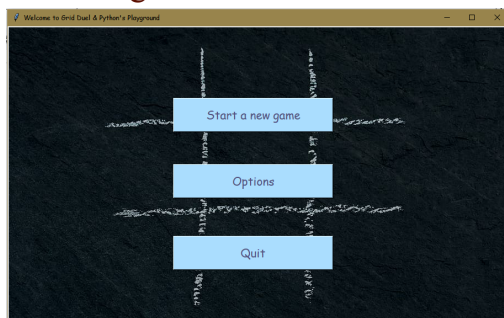 Welcome to Grid Duel & Python's Playground
Start a new game
Options
Quit